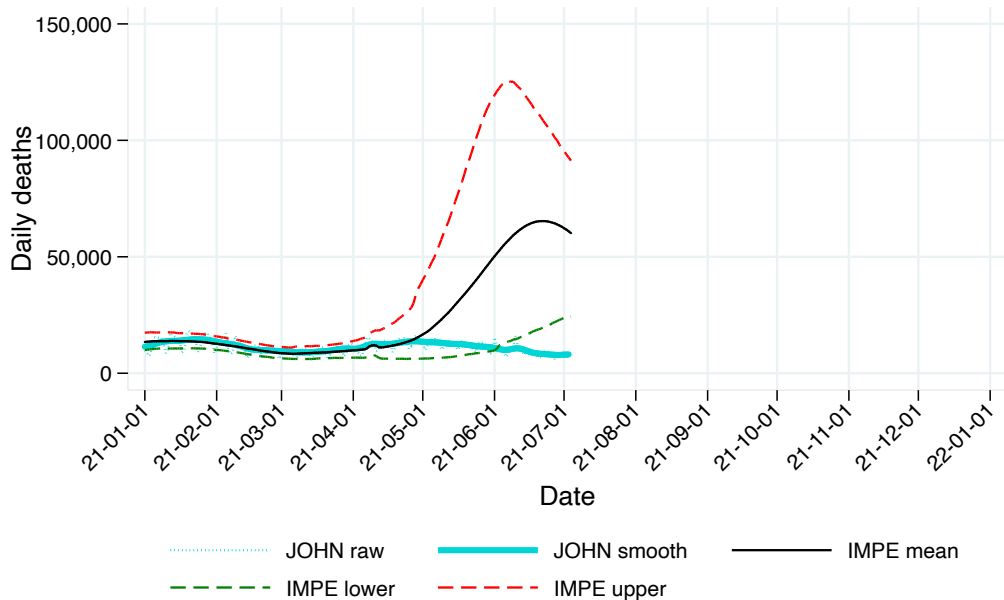 150,000
100,000
50,000
0
Daily deaths
21-01-01
21-02-01
21-03-01
21-04-01
21-05-01
21-06-01
21-07-01
21-08-01
21-09-01
21-10-01
21-11-01
21-12-01
22-01-01
Date
JOHN raw
JOHN smooth
IMPE mean
IMPE lower
IMPE upper